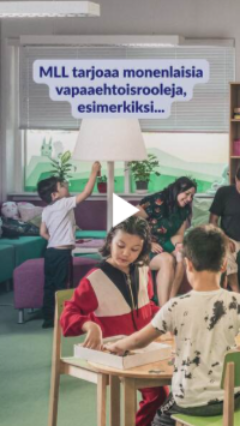 MLL tarjoaa monenlaisia
vapaaehtoisrooleja,
esimerkiksi...